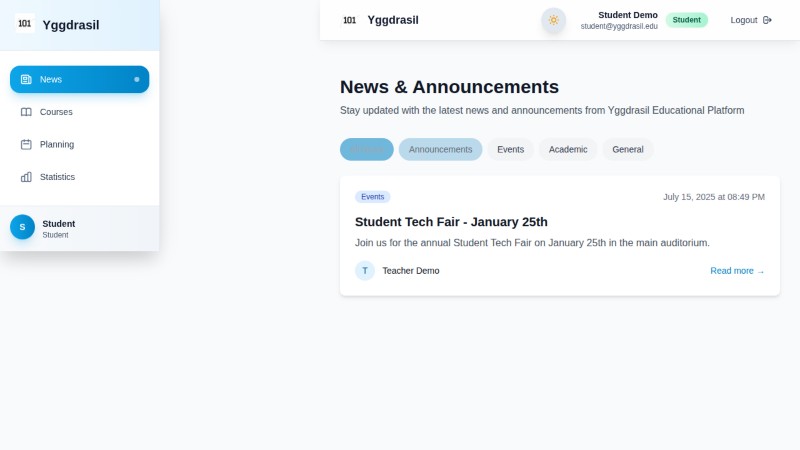 101 Yggdrasil
News
Courses
Planning
Statistics
S
Student
Student
101 Yggdrasil
Student Demo
student@yggdrasil.edu
Student
Logout
News & Announcements
Stay updated with the latest news and announcements from Yggdrasil Educational Platform
Announcements
Events
Academic
General
Events
July 15, 2025 at 08:49 PM
Student Tech Fair - January 25th
Join us for the annual Student Tech Fair on January 25th in the main auditorium.
T Teacher Demo
Read more →